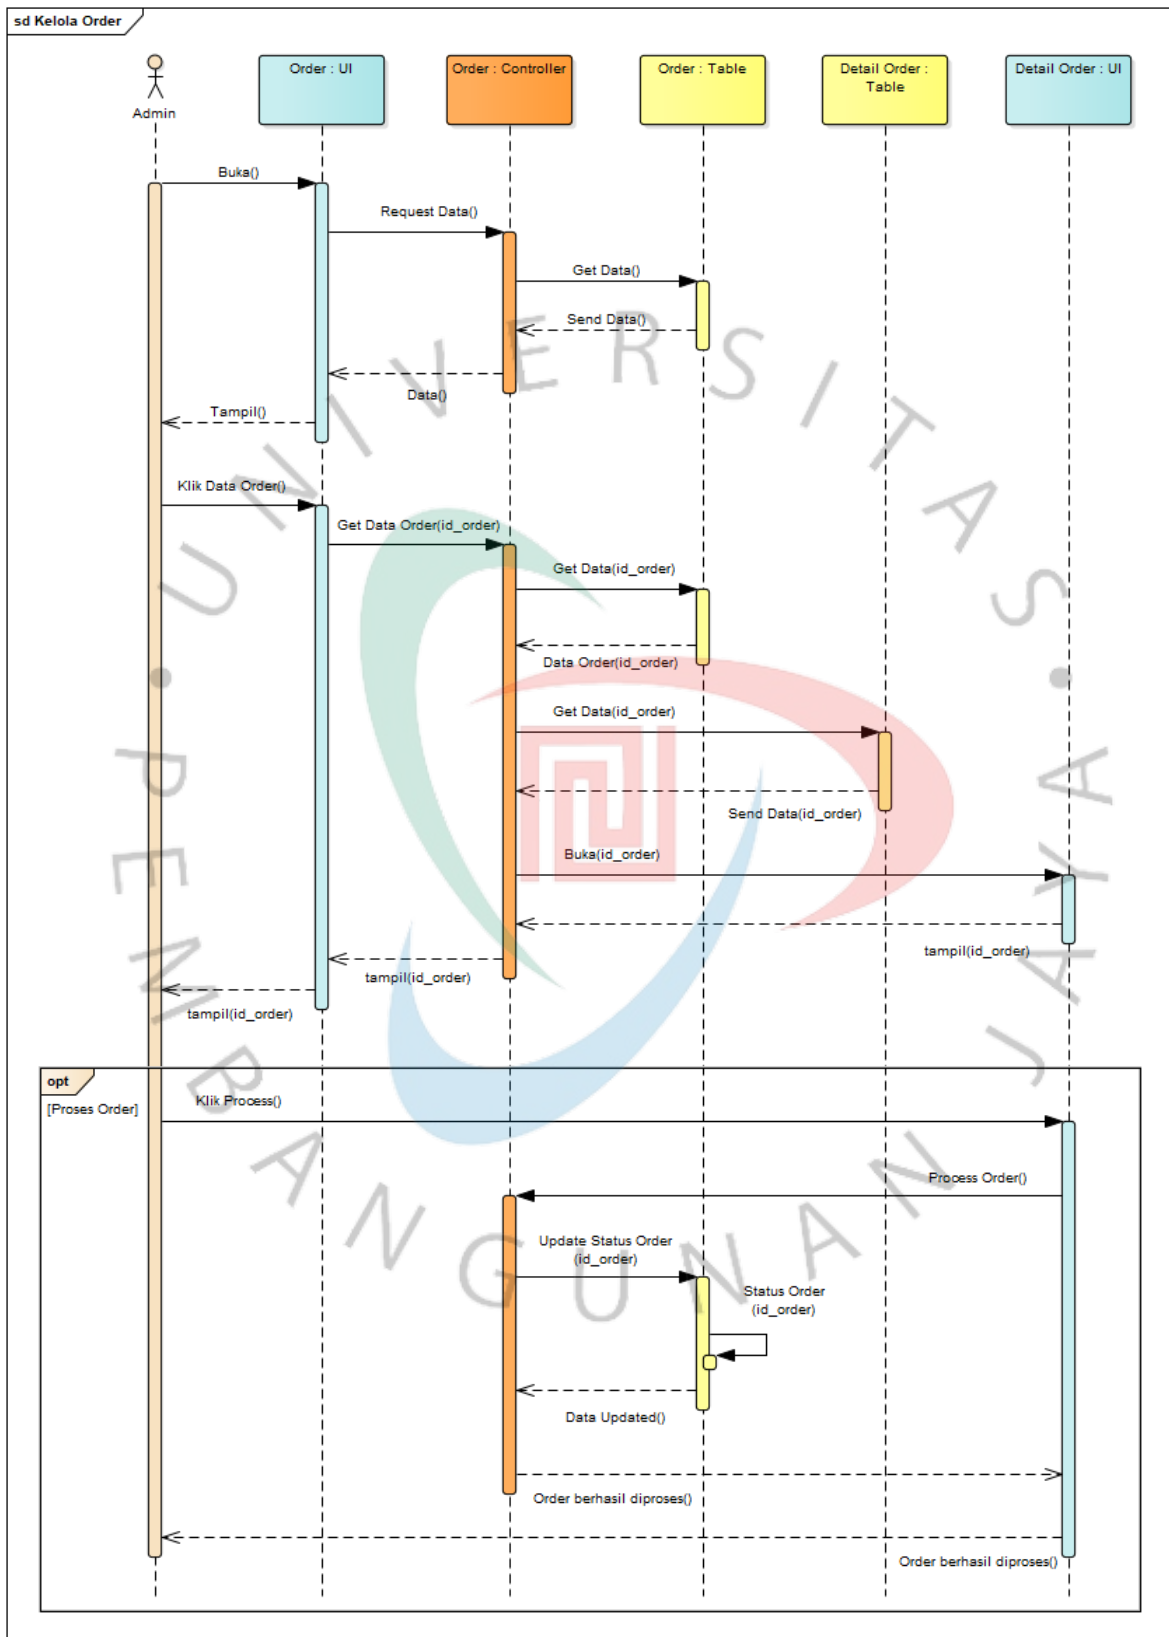 sd Kelola Order
Admin
Order : UI
Order : Controller
Order : Table
Detail Order :
Table
Detail Order : UI
Buka()
Request Data()
Get Data()
Send Data()
Data()
Tampil()
Klik Data Order()
Get Data Order(id_order)
Get Data(id_order)
Data Order(id_order)
Get Data(id_order)
Send Data(id_order)
Buka(id_order)
tampil(id_order)
tampil(id_order)
tampil(id_order)
opt
[Proses Order]
Klik Process()
Process Order()
Update Status Order
(id_order)
Status Order
(id_order)
Data Updated()
Order berhasil diproses()
Order berhasil diproses()
UNIVERSITAS
PEMBANGUNAN JAYA